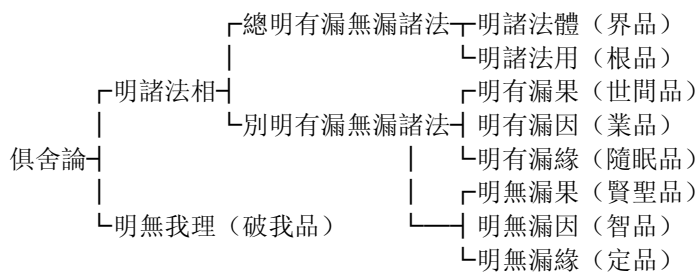 總明有漏無漏諸法 明諸法體（界品）
明諸法用（根品）
明諸法相 明有漏果（世間品）
別明有漏無漏諸法 明有漏因（業品）
俱舍論 明有漏緣（隨眠品）
明無漏果（賢聖品）
明無我理（破我品） 明無漏因（智品）
明無漏緣（定品）